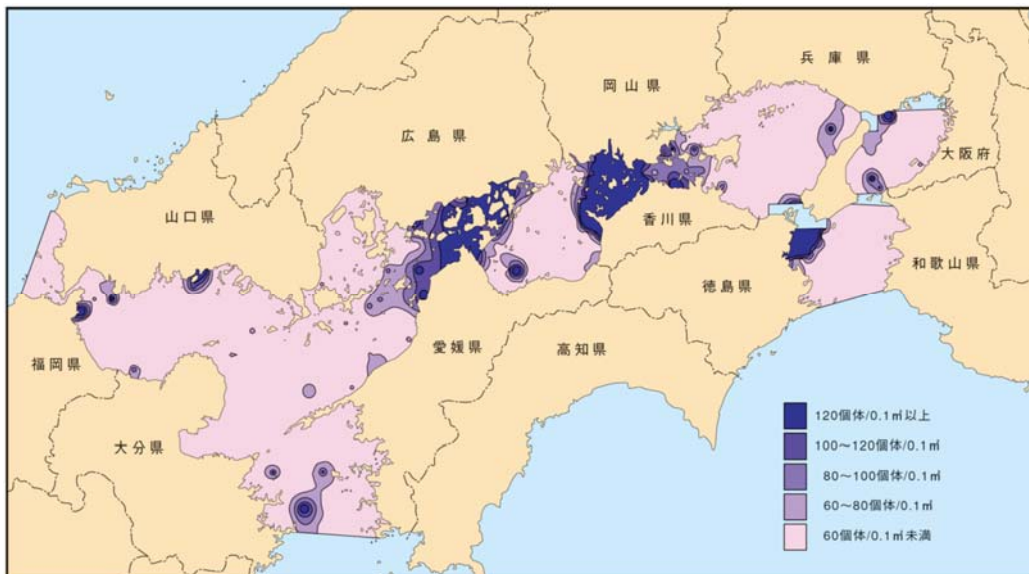 兵庫県
岡山県
広島県
大阪府
山口県
香川県
和歌山県
徳島県
愛媛県
高知県
福岡県
大分県
120個体/0.1㎡以上
100～120個体/0.1㎡
80～100個体/0.1㎡
60～80個体/0.1㎡
60個体/0.1㎡未満